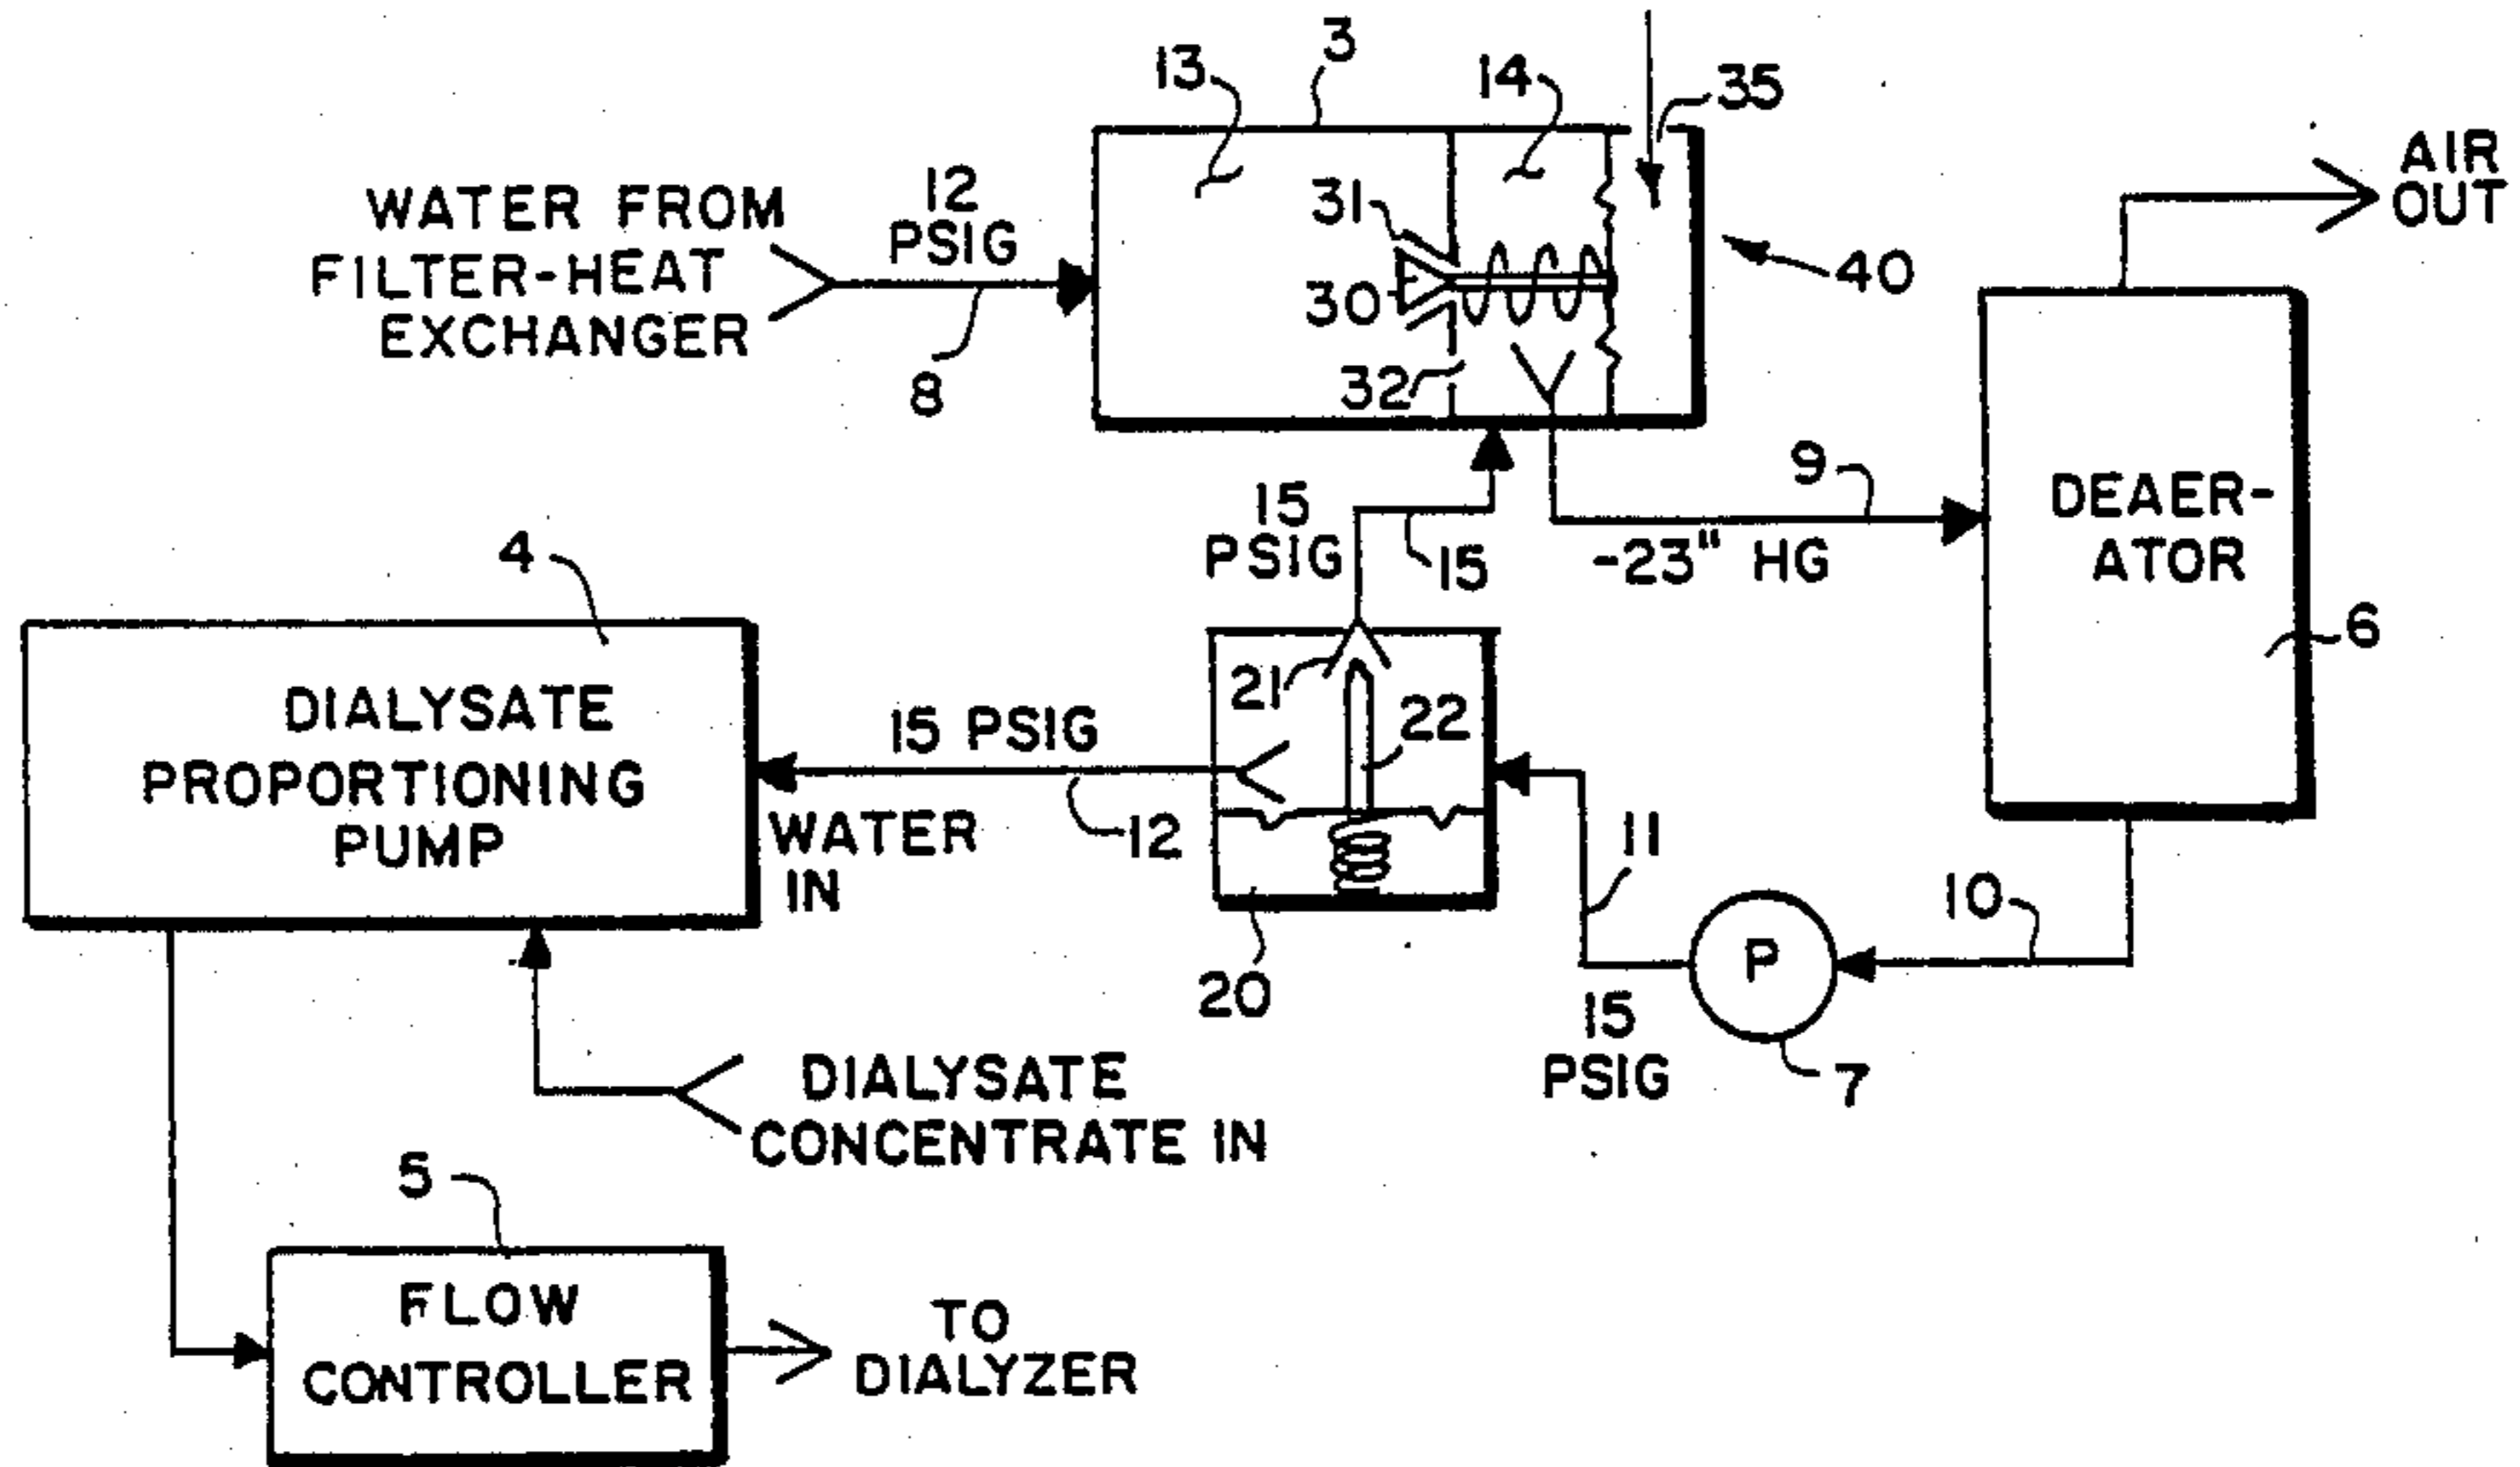 3
13
14
35
AIR
OUT
12
PSIG
WATER FROM
FILTER-HEAT
EXCHANGER
31
30
40
32
8
9
DEAER-
ATOR
-23" HG
15
PSIG
15
4
6
21
22
DIALYSATE
PROPORTIONING
PUMP
15 PSIG
WATER
IN
12
11
10
P
20
15
PSIG
7
DIALYSATE
CONCENTRATE IN
5
FLOW
CONTROLLER
TO
DIALYZER